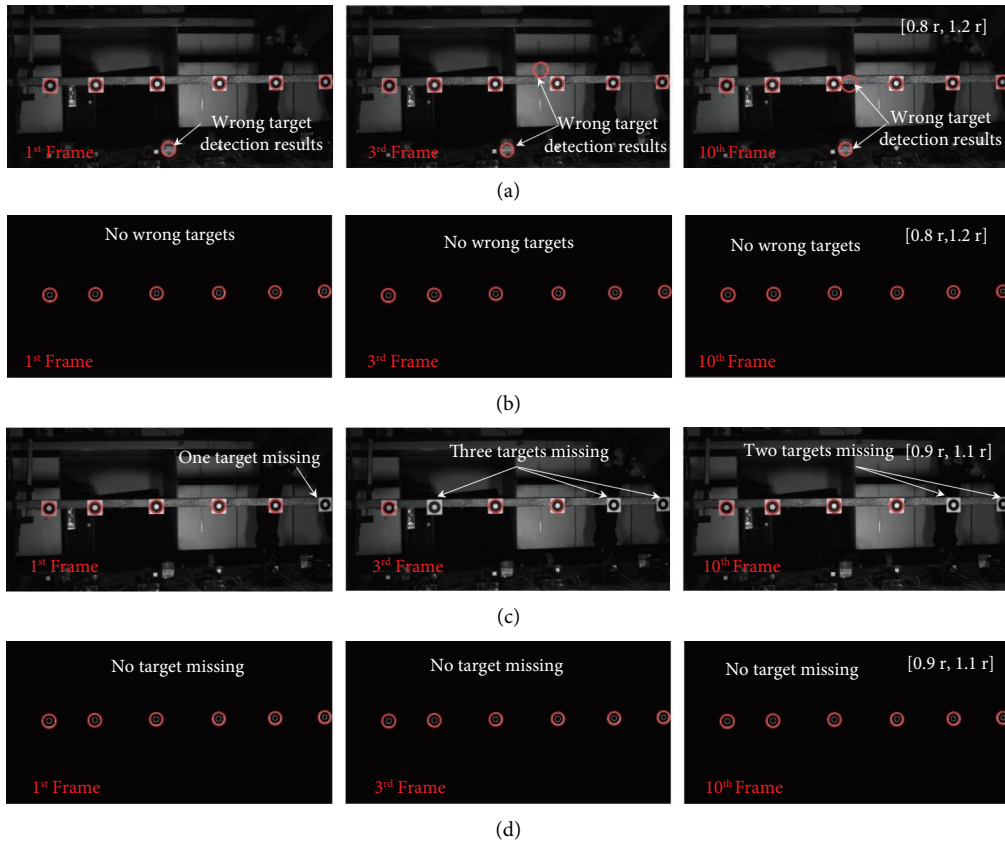 [0.8 r, 1.2 r]
Wrong target
detection results
1st Frame
Wrong target
detection results
3rd Frame
Wrong target
detection results
10th Frame
(a)
No wrong targets
1st Frame
No wrong targets
3rd Frame
[0.8 r,1.2 r]
No wrong targets
10th Frame
(b)
One target missing
1st Frame
Three targets missing
3rd Frame
Two targets missing
[0.9 r, 1.1 r]
10th Frame
(c)
No target missing
1st Frame
No target missing
3rd Frame
[0.9 r, 1.1 r]
No target missing
10th Frame
(d)